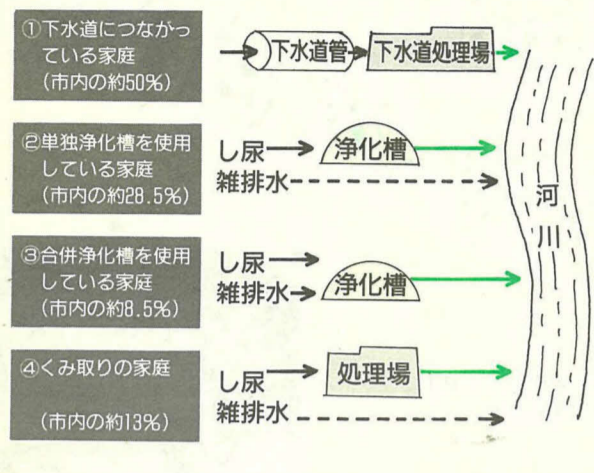 ①下水道につながっ
ている家庭
(市内の約50%)
下水道管
下水道処理場
②単独浄化槽を使用
している家庭
(市内の約28.5%)
し尿
浄化槽
雑排水
③合併浄化槽を使用
している家庭
(市内の約8.5%)
し尿
雑排水
浄化槽
④くみ取りの家庭
(市内の約13%)
し尿
処理場
雑排水
河川